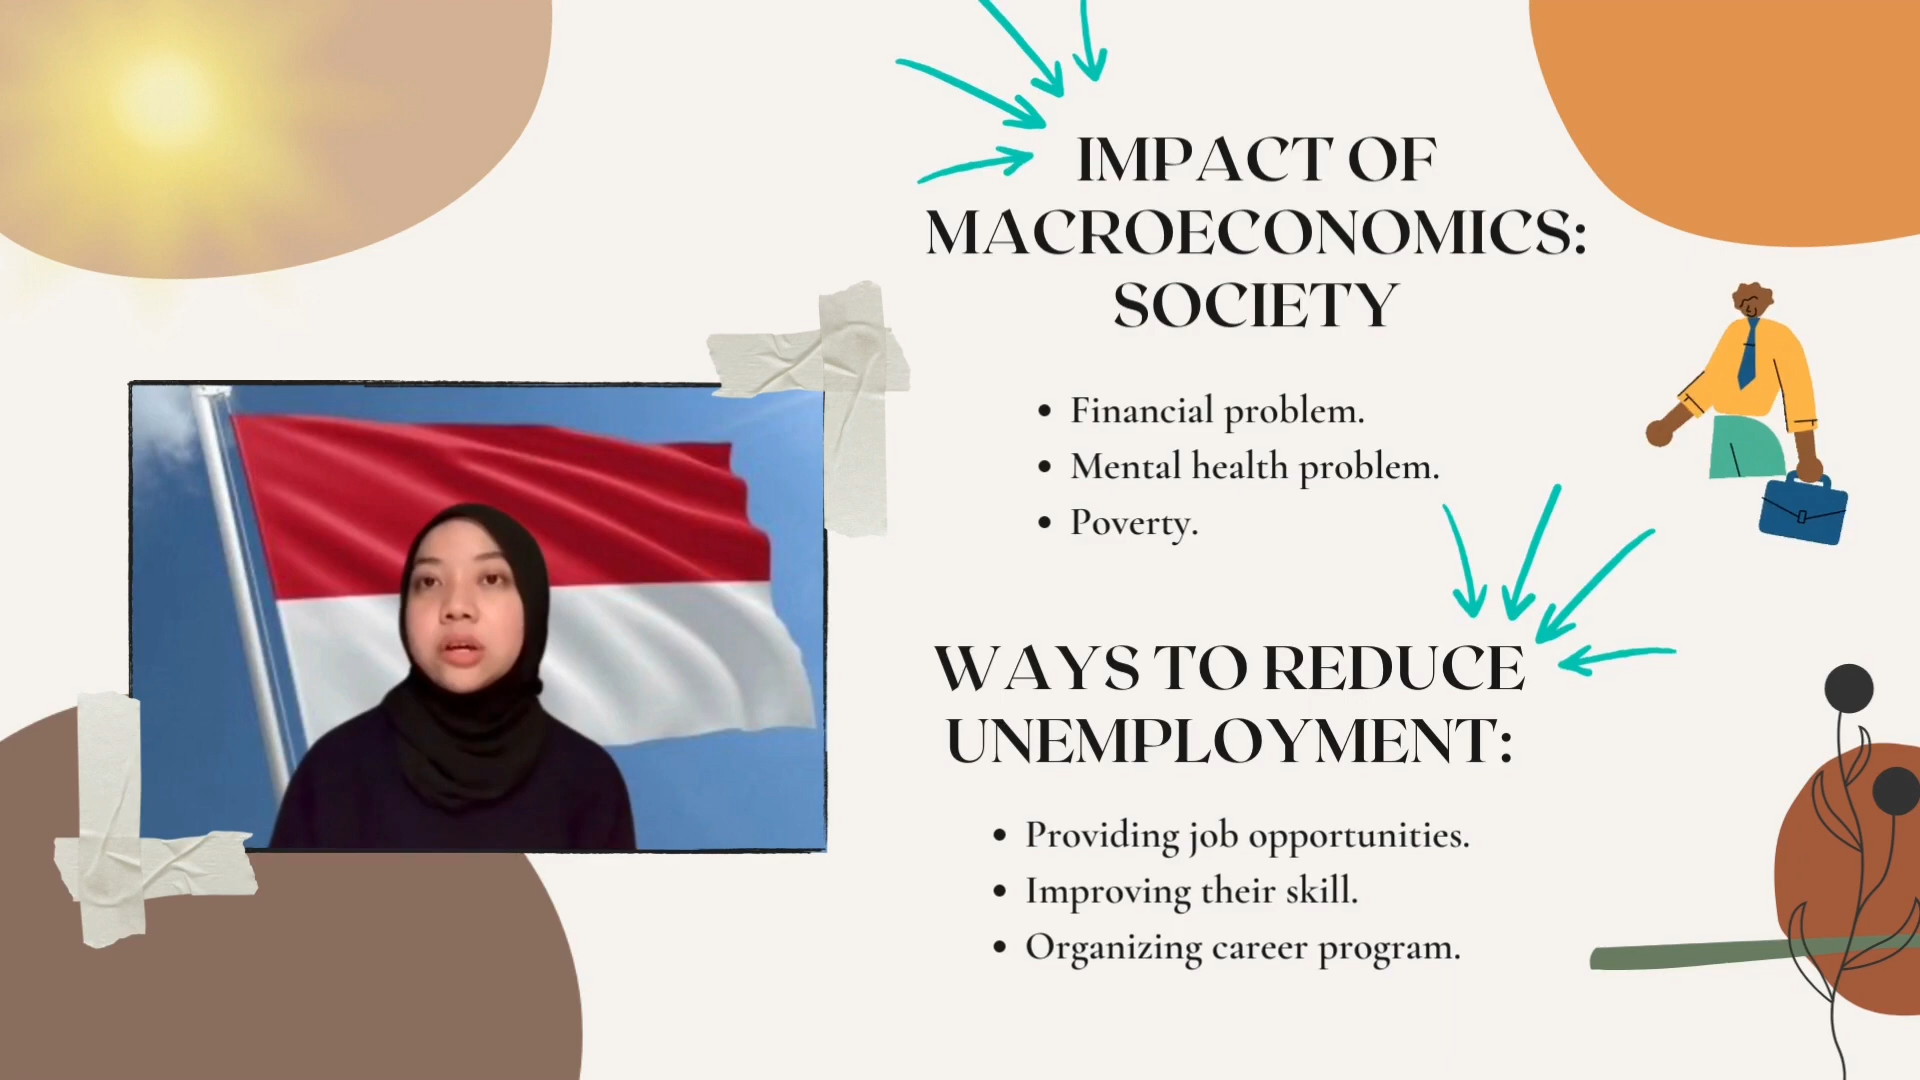 IMPACT OF
MACROECONOMICS:
SOCIETY
• Financial problem.
• Mental health problem.
• Poverty.
WAYS TO REDUCE
UNEMPLOYMENT:
• Providing job opportunities.
• Improving their skill.
• Organizing career program.